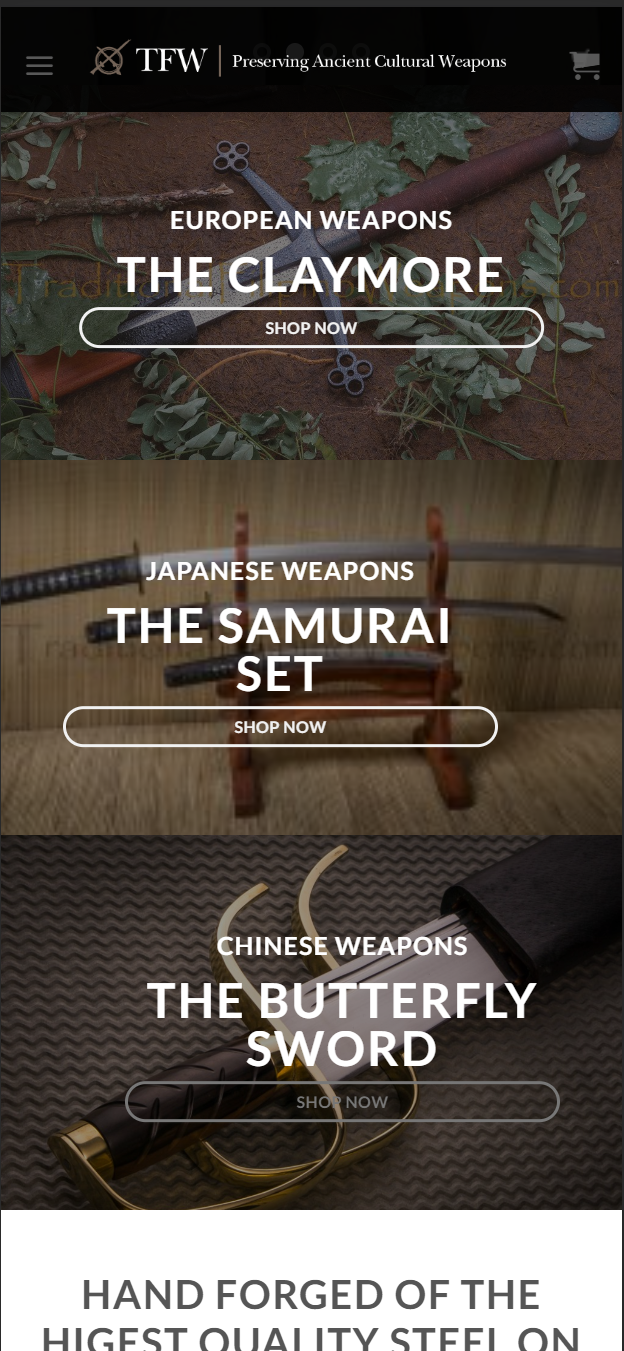 TFW
Preserving Ancient Cultural Weapons
EUROPEAN WEAPONS
THE CLAYMORE
SHOP NOW
JAPANESE WEAPONS
THE SAMURAI
SET
SHOP NOW
CHINESE WEAPONS
THE BUTTERFLY
SWORD
SHOP NOW
HAND FORGED OF THE
HIGEST QUALITY STEEL ON